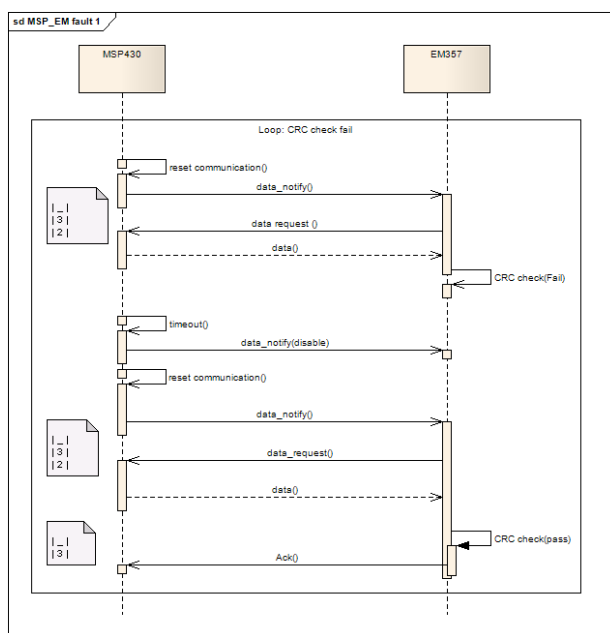 sd MSP_EM fault 1
MSP430
EM357
Loop: CRC check fail
reset communication()
data_notify()
| _ |
| 3 |
| 2 |
data request ()
data()
CRC check(Fail)
timeout()
data_notify(disable)
reset communication()
data_notify()
| _ |
| 3 |
| 2 |
data_request()
data()
| _ |
| 3 |
CRC check(pass)
Ack()